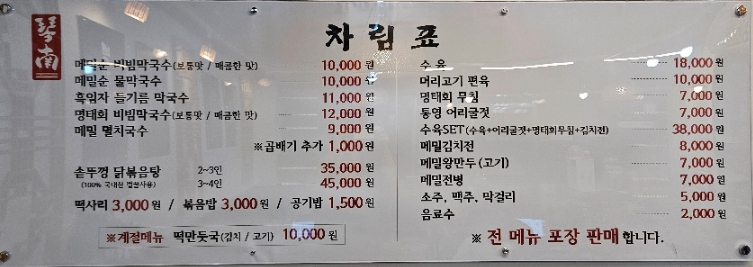 차림표
메밀순 비빔막국수(보통맛 / 매콤한 맛) 10,000원
메밀순 물막국수 10,000원
흑임자 들기름 막국수 11,000원
명태회 비빔막국수(보통맛 / 매콤한 맛) 12,000원
메밀 멸치국수 9,000원
※곱배기 추가 1,000원
솥뚜껑 닭볶음탕 2~3인 35,000원
(100% 국내산 생닭사용) 3~4인 45,000원
떡사리 3,000원 / 볶음밥 3,000원 / 공기밥 1,500원
※계절메뉴 떡만둣국(김치 / 고기) 10,000원
수 육 18,000원
머리고기 편육 10,000원
명태회 무침 7,000원
통영 어리굴젓 7,000원
수육SET(수육+어리굴젓+명태회무침+김치전) 38,000원
메밀김치전 8,000원
메밀왕만두(고기) 7,000원
메밀전병 7,000원
소주, 맥주, 막걸리 5,000원
음료수 2,000원
※ 전 메뉴 포장 판매합니다.